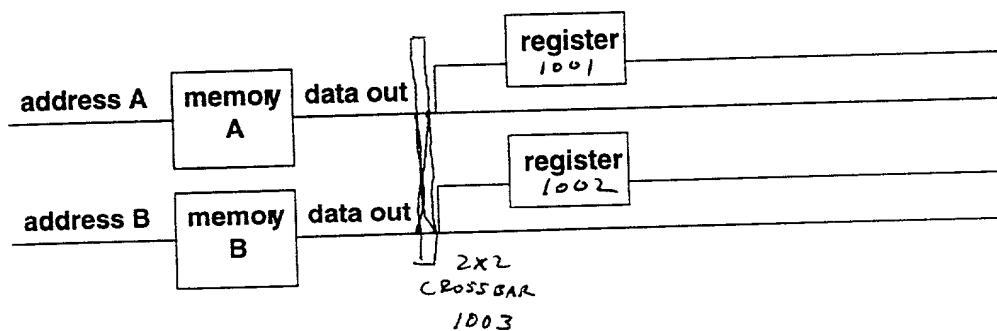 register
1001
address A
memory
A
data out
register
1002
address B
memory
B
data out
2x2
CROSSBAR
1003